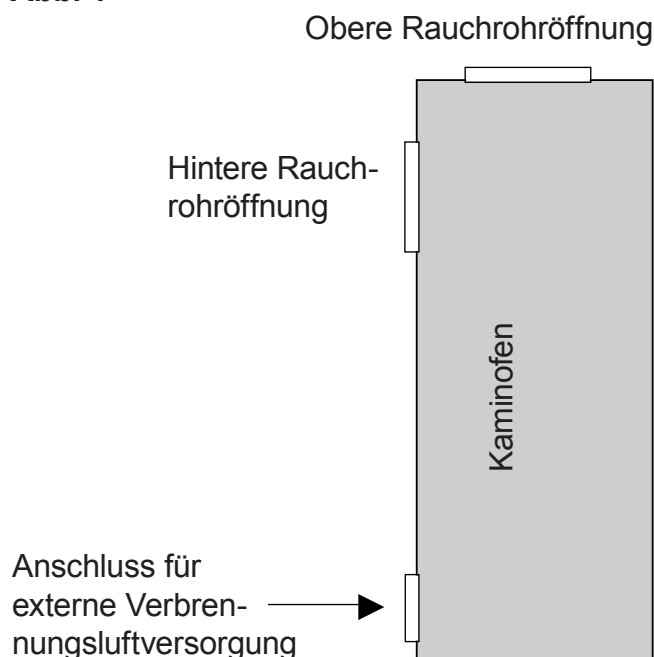 Obere Rauchrohröffnung
Hintere Rauch-
rohröffnung
Kaminofen
Anschluss für
externe Verbren-
nungsluftversorgung